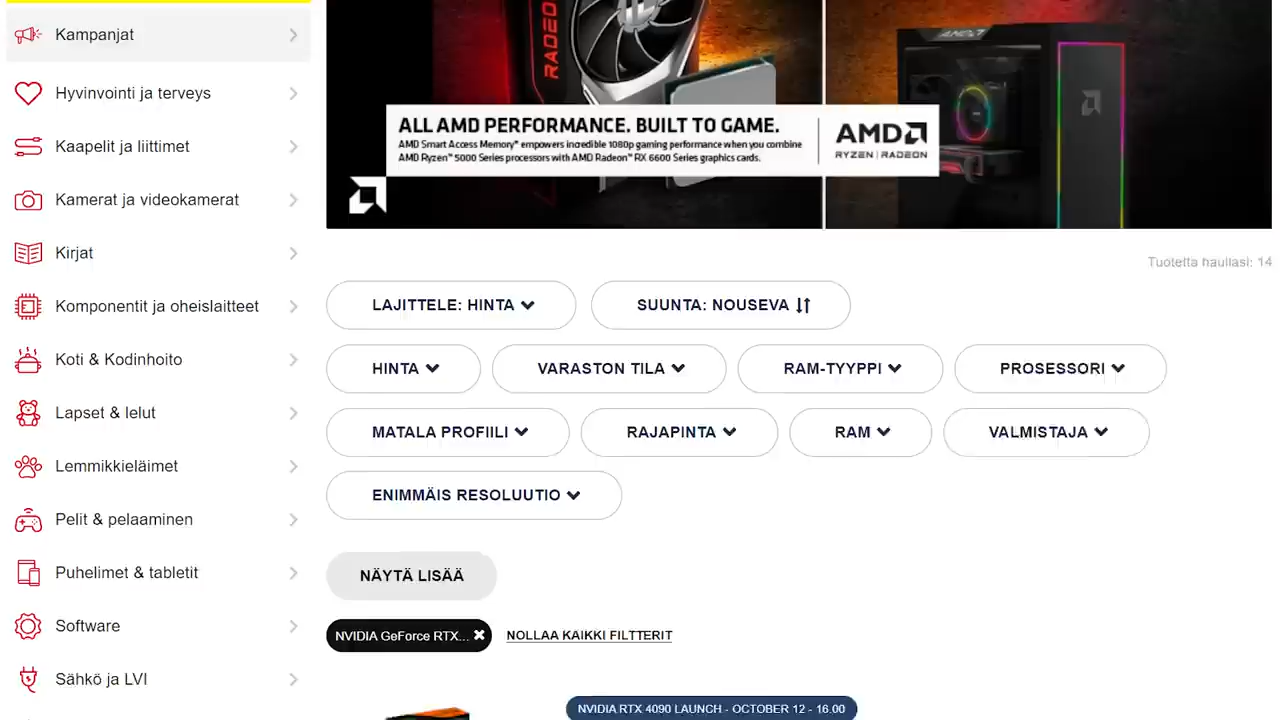 Kampanjat
Hyvinvointi ja terveys
Kaapelit ja liittimet
Kamerat ja videokamerat
Kirjat
Komponentit ja oheislaitteet
Koti & Kodinhoito
Lapset & lelut
Lemmikkieläimet
Pelit & pelaaminen
Puhelimet & tabletit
Software
Sähkö ja LVI
RADEO
AMD
ALL AMD PERFORMANCE. BUILT TO GAME.
AMD Smart Access Memory™ empowers incredible 1080p gaming performance when you combine
AMD Ryzen™ 5000 Series processors with AMD Radeon™ RX 6600 Series graphics cards.
AMD
RYZEN | RADEON
Tuotetta haullasi: 14
LAJITTELE: HINTA
SUUNTA: NOUSEVA
HINTA
VARASTON TILA
RAM-TYYPPI
PROSESSORI
MATALA PROFIILI
RAJAPINTA
RAM
VALMISTAJA
ENIMMÄIS RESOLUUTIO
NÄYTÄ LISÄÄ
NVIDIA GeForce RTX...
NOLLAA KAIKKI FILTTERIT
NVIDIA RTX 4090 LAUNCH - OCTOBER 12 - 16.00